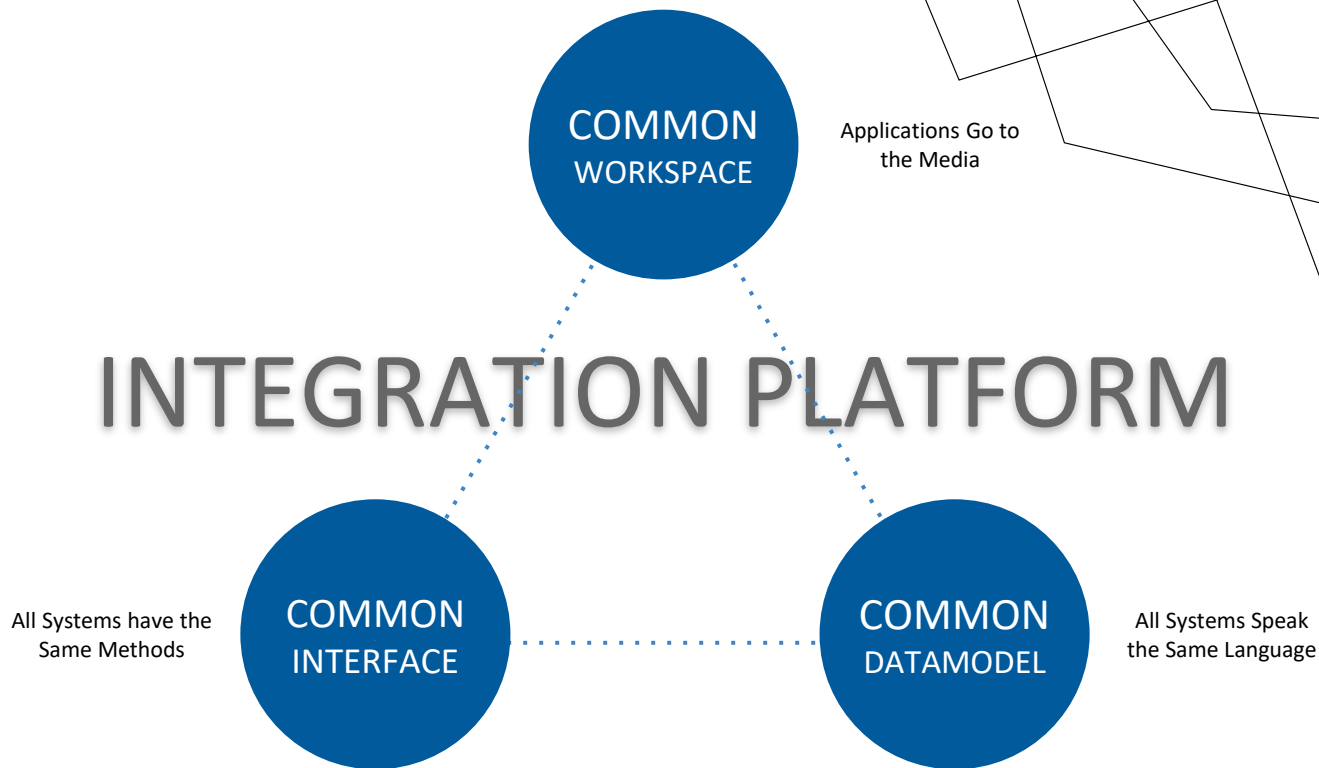 COMMON
WORKSPACE
Applications Go to
the Media
INTEGRATION PLATFORM
All Systems have the
Same Methods
COMMON
INTERFACE
COMMON
DATAMODEL
All Systems Speak
the Same Language